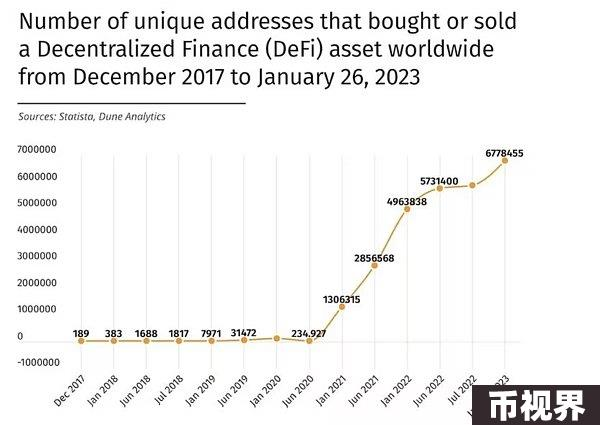 Number of unique addresses that bought or sold
a Decentralized Finance (DeFi) asset worldwide
from December 2017 to January 26, 2023
Sources: Statista, Dune Analytics
7000000
6000000
5000000
4000000
3000000
2000000
1000000
0
-1000000
189
383
1688
1817
7971
31472
234.927
1306315
2856568
4963838
5731400
6778455
Dec 2017
Jan 2018
Jun 2018
Jul 2018
Jan 2019
Jun 2019
Jan 2020
Jun 2020
Jan 2021
Jun 2021
Jan 2022
Jun 2022
Jul 2022
2023
币视界